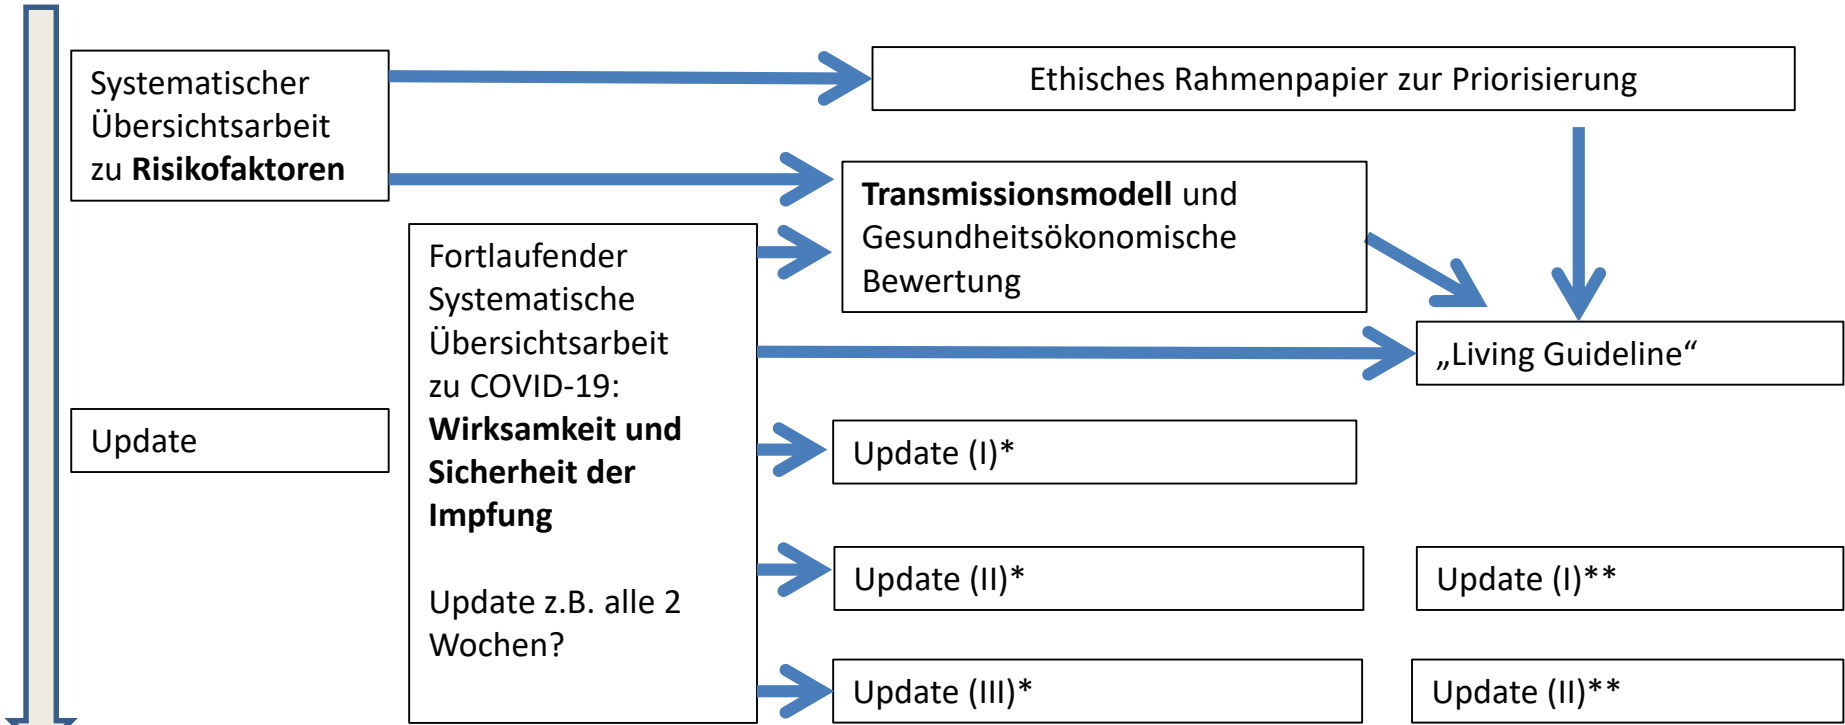 Systematischer
Übersichtsarbeit
zu Risikofaktoren
Ethisches Rahmenpapier zur Priorisierung
Transmissionsmodell und
Gesundheitsökonomische
Bewertung
Fortlaufender
Systematische
Übersichtsarbeit
zu COVID-19:
Wirksamkeit und
Sicherheit der
Impfung
Update z.B. alle 2
Wochen?
„Living Guideline“
Update
Update (I)*
Update (II)*
Update (I)**
Update (III)*
Update (II)**